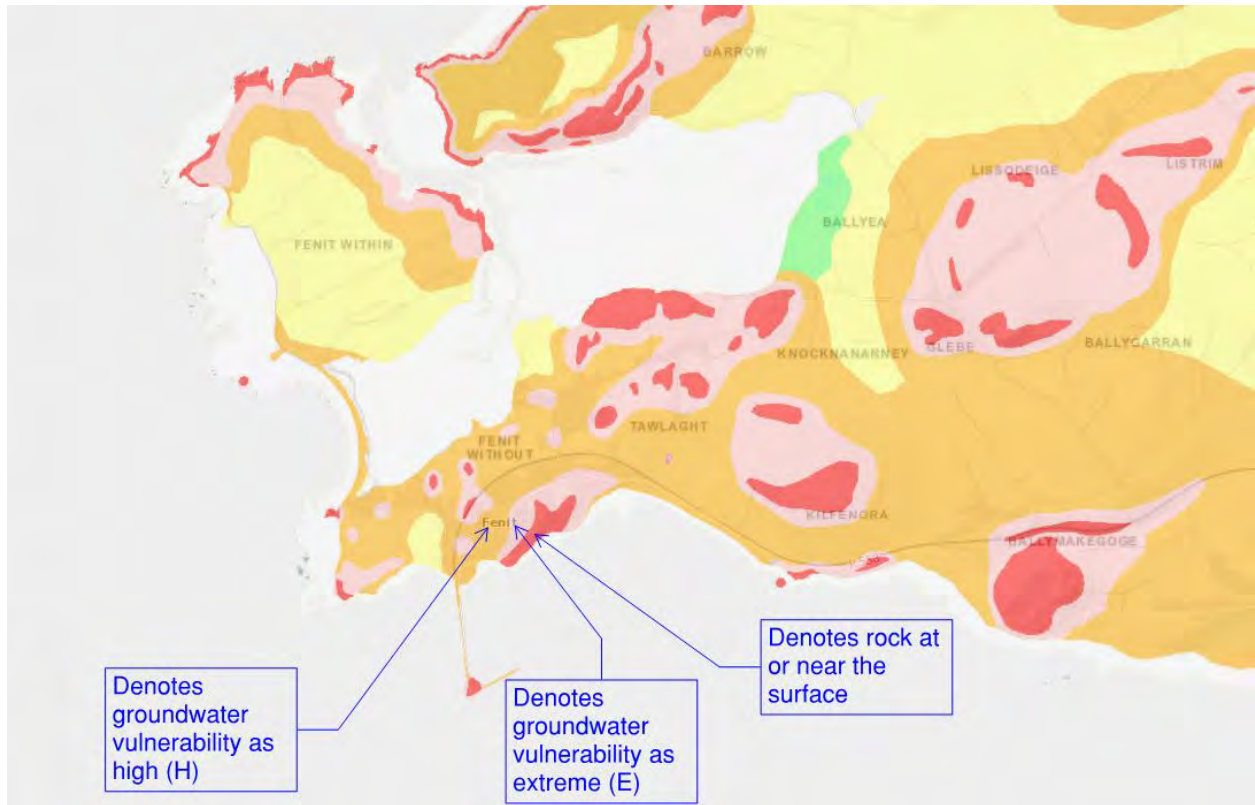 BARROW
LISSODEIGE
LISTRIM
BALLYEA
FENIT WITHIN
KNOCKNANARNEY
GLEBE
BALLYGARRAN
TAWLAGHT
FENIT
WITHOUT
KILFENORA
Fenit
BALLYMAKEGOGE
Denotes
groundwater
vulnerability as
high (H)
Denotes
groundwater
vulnerability as
extreme (E)
Denotes rock at
or near the
surface